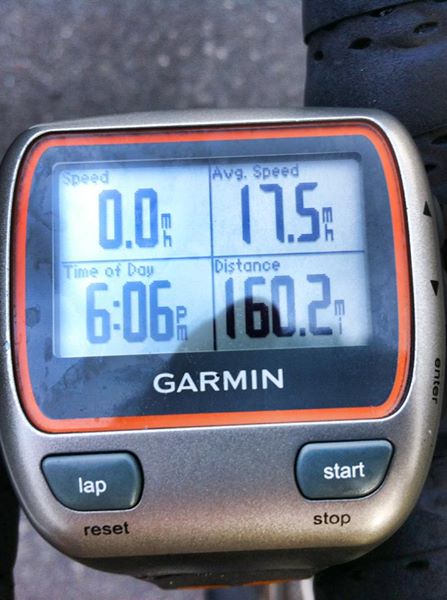 Speed
Avg. Speed
0.0 mh
17.5 mh
Time of Day
Distance
6:06 Pm
160.2 mi
GARMIN
lap
start
reset
stop
enter